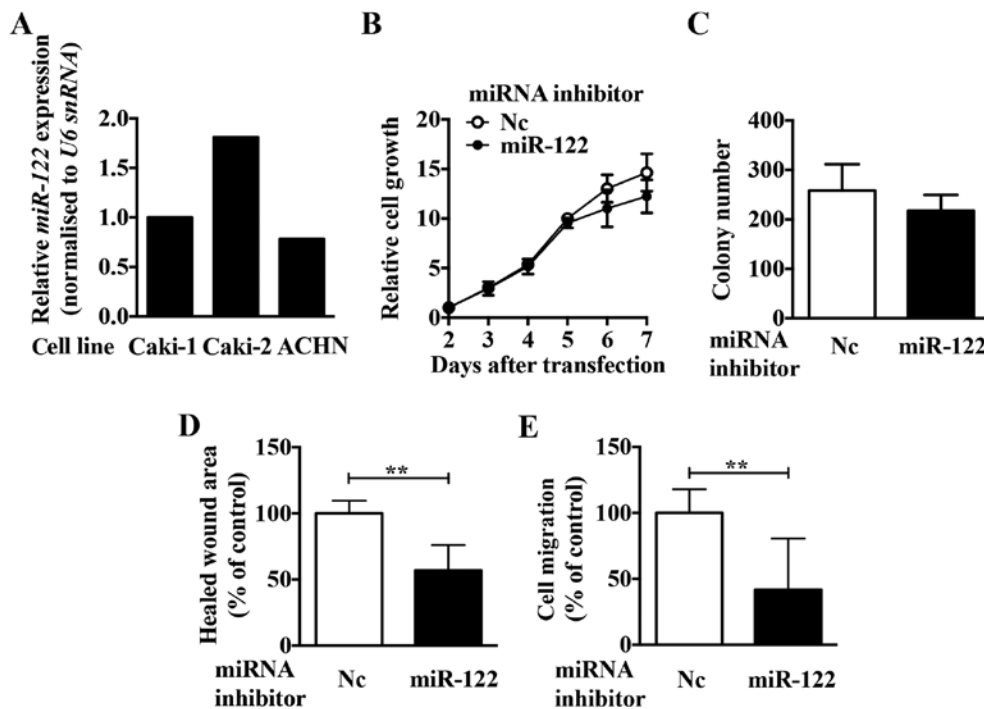 A
Relative miR-122 expression
(normalised to U6 snRNA)
2.0
1.5
1.0
0.5
0.0
Cell line Caki-1 Caki-2 ACHN
B
miRNA inhibitor
Nc
miR-122
Relative cell growth
20
15
10
5
0
2 3 4 5 6 7
Days after transfection
C
Colony number
400
300
200
100
0
miRNA
inhibitor
Nc miR-122
D
Healed wound area
(% of control)
150
100
50
0
**
miRNA
inhibitor
Nc miR-122
E
Cell migration
(% of control)
150
100
50
0
**
miRNA
inhibitor
Nc miR-122